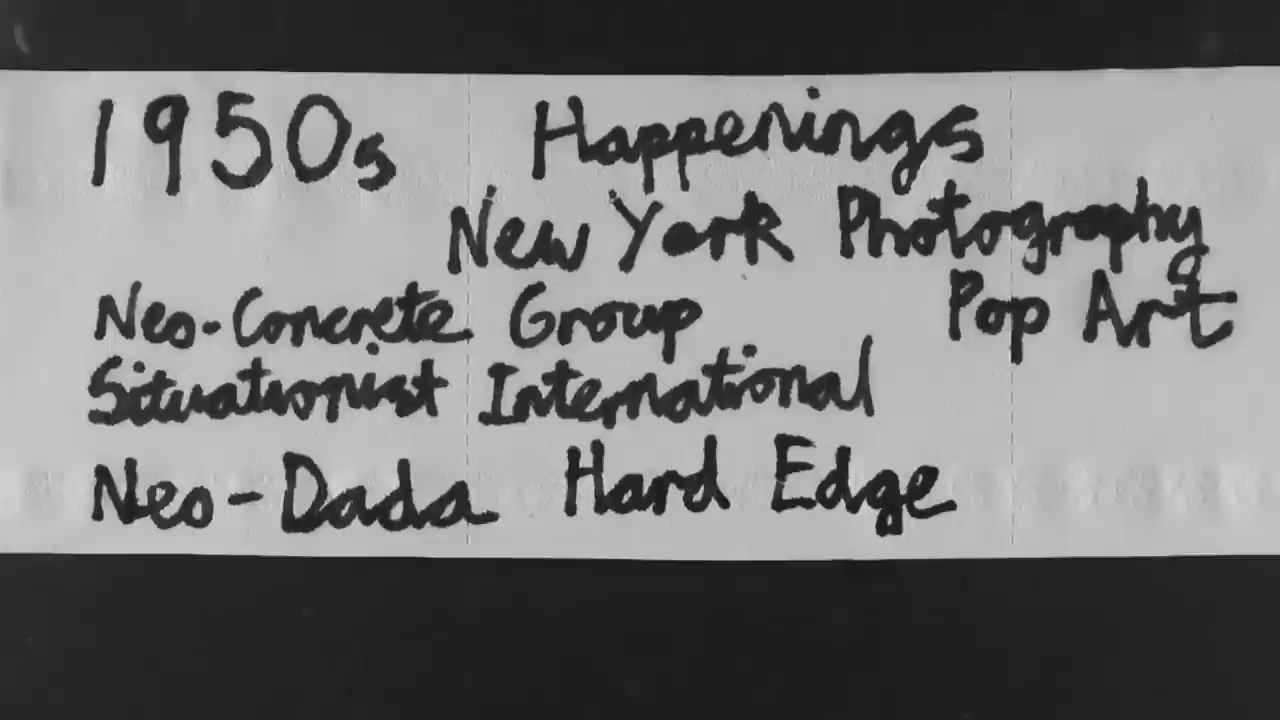 1950s Happenings
New York Photography
Neo-Concrete Group Pop Art
Situationist International
Neo-Dada Hard Edge